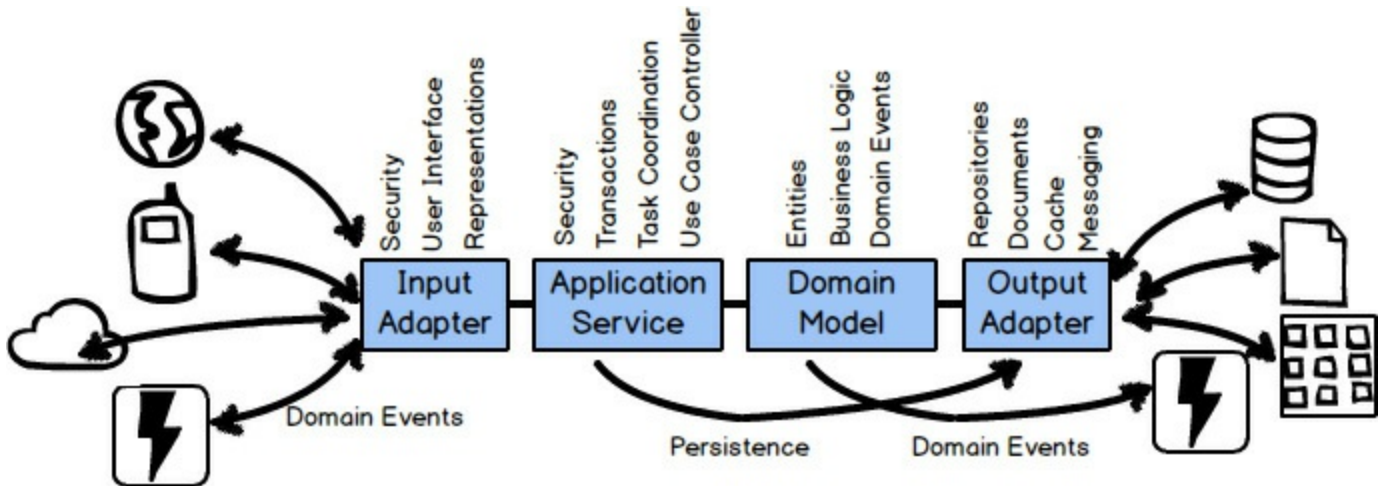 Security
User Interface
Representations
Security
Transactions
Task Coordination
Use Case Controller
Entities
Business Logic
Domain Events
Repositories
Documents
Cache
Messaging
Input
Adapter
Application
Service
Domain
Model
Output
Adapter
Domain Events
Persistence
Domain Events